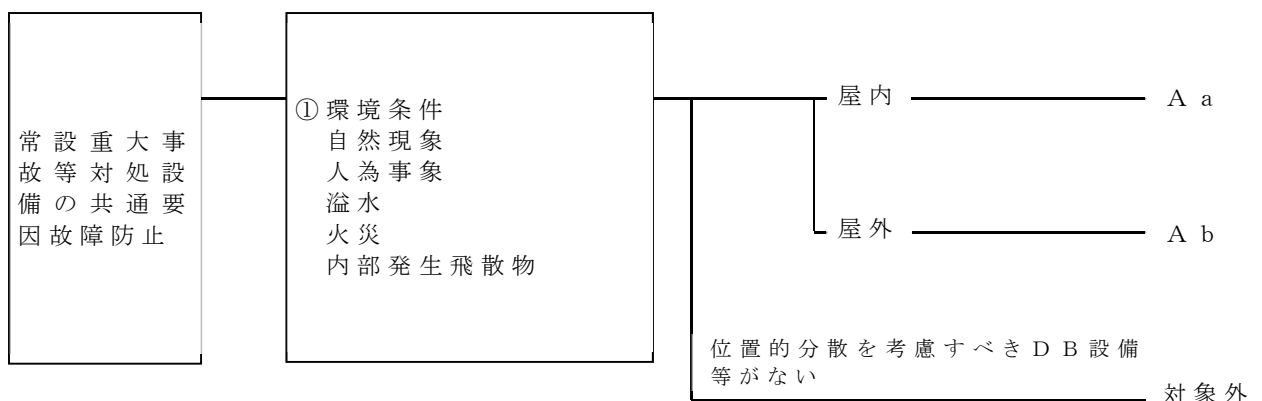 常設重大事
故等対処設
備の共通要
因故障防止
①環境条件
自然現象
人為事象
溢水
火災
内部発生飛散物
屋内
Ａａ
屋外
Ａｂ
位置的分散を考慮すべきＤＢ設備
等がない
対象外